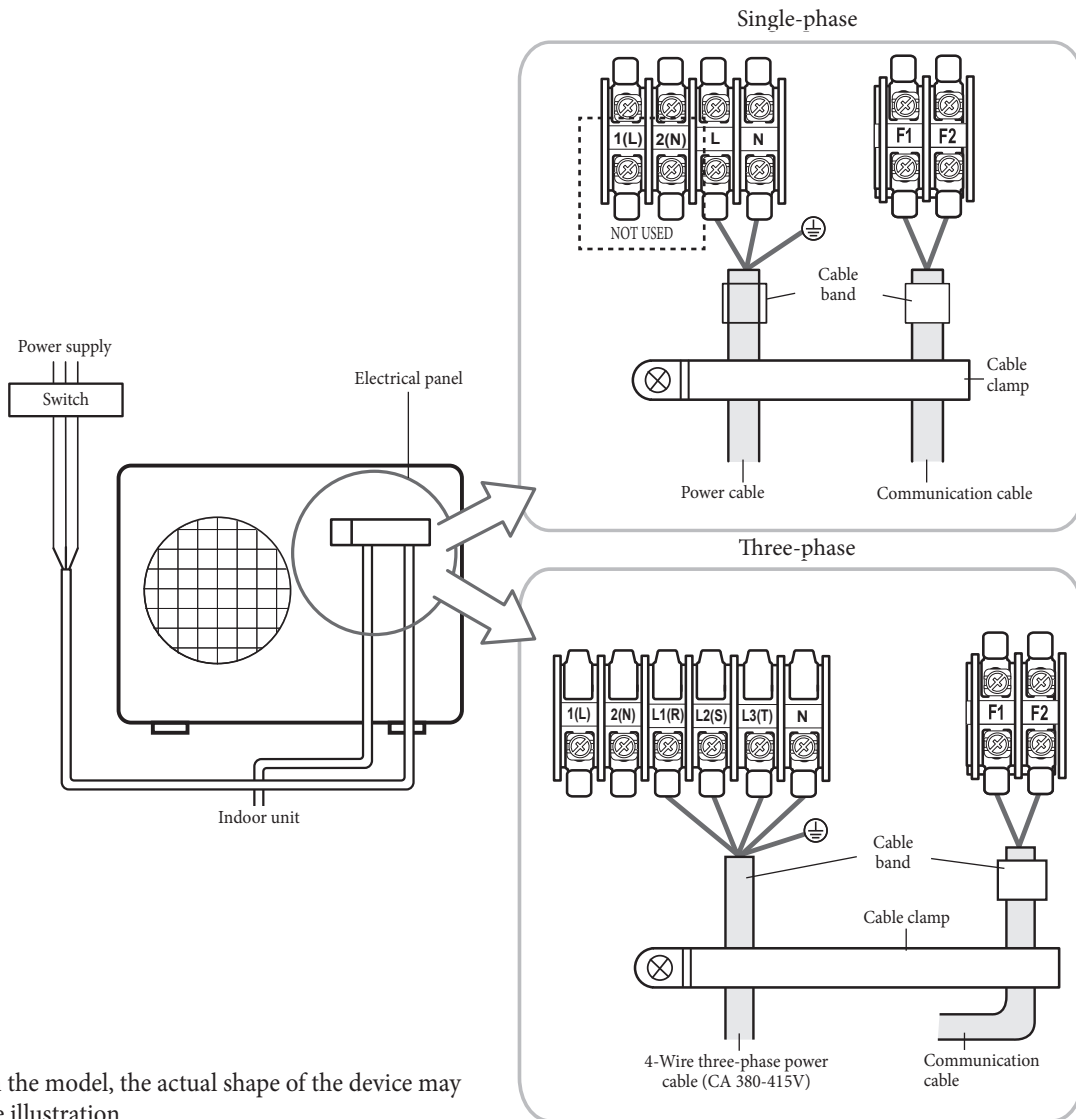 Single-phase
1(L) 2(N) L N
F1 F2
NOT USED
Cable
band
Cable
clamp
Power cable
Communication cable
Power supply
Switch
Electrical panel
Indoor unit
Three-phase
1(L) 2(N) L1(R) L2(S) L3(T) N
F1 F2
Cable
band
Cable clamp
4-Wire three-phase power
cable (CA 380-415V)
Communication
cable
the model, the actual shape of the device may
illustration